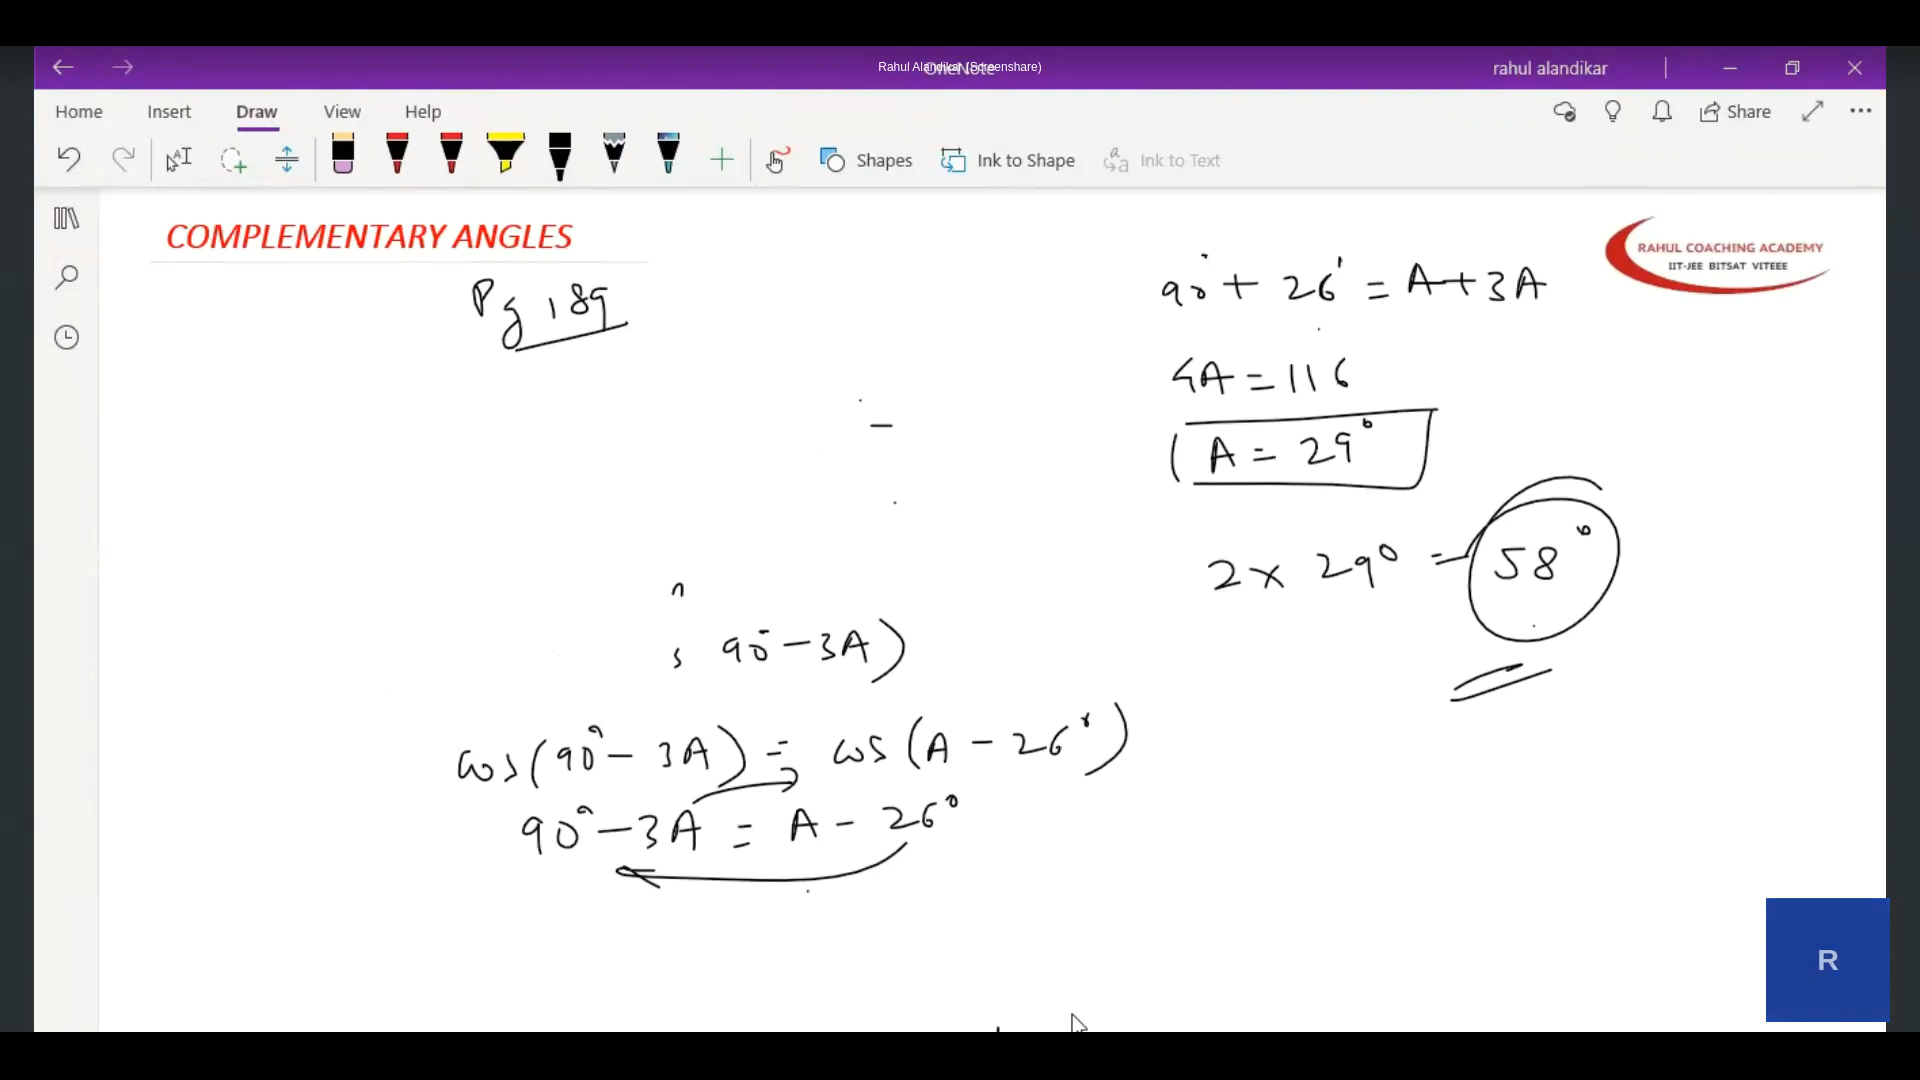 Rahul Alandikar (Screenshare)
rahul alandikar
Home Insert Draw View Help
Share
Shapes Ink to Shape Ink to Text
COMPLEMENTARY ANGLES
RAHUL COACHING ACADEMY
IIT-JEE BITSAT VITEEE
Pg 189
90° + 26° = A + 3A
4A = 116
A = 29°
2 × 29° = 58°
90° - 3A)
cos(90° - 3A) = cos(A - 26°)
90° - 3A = A - 26°
R